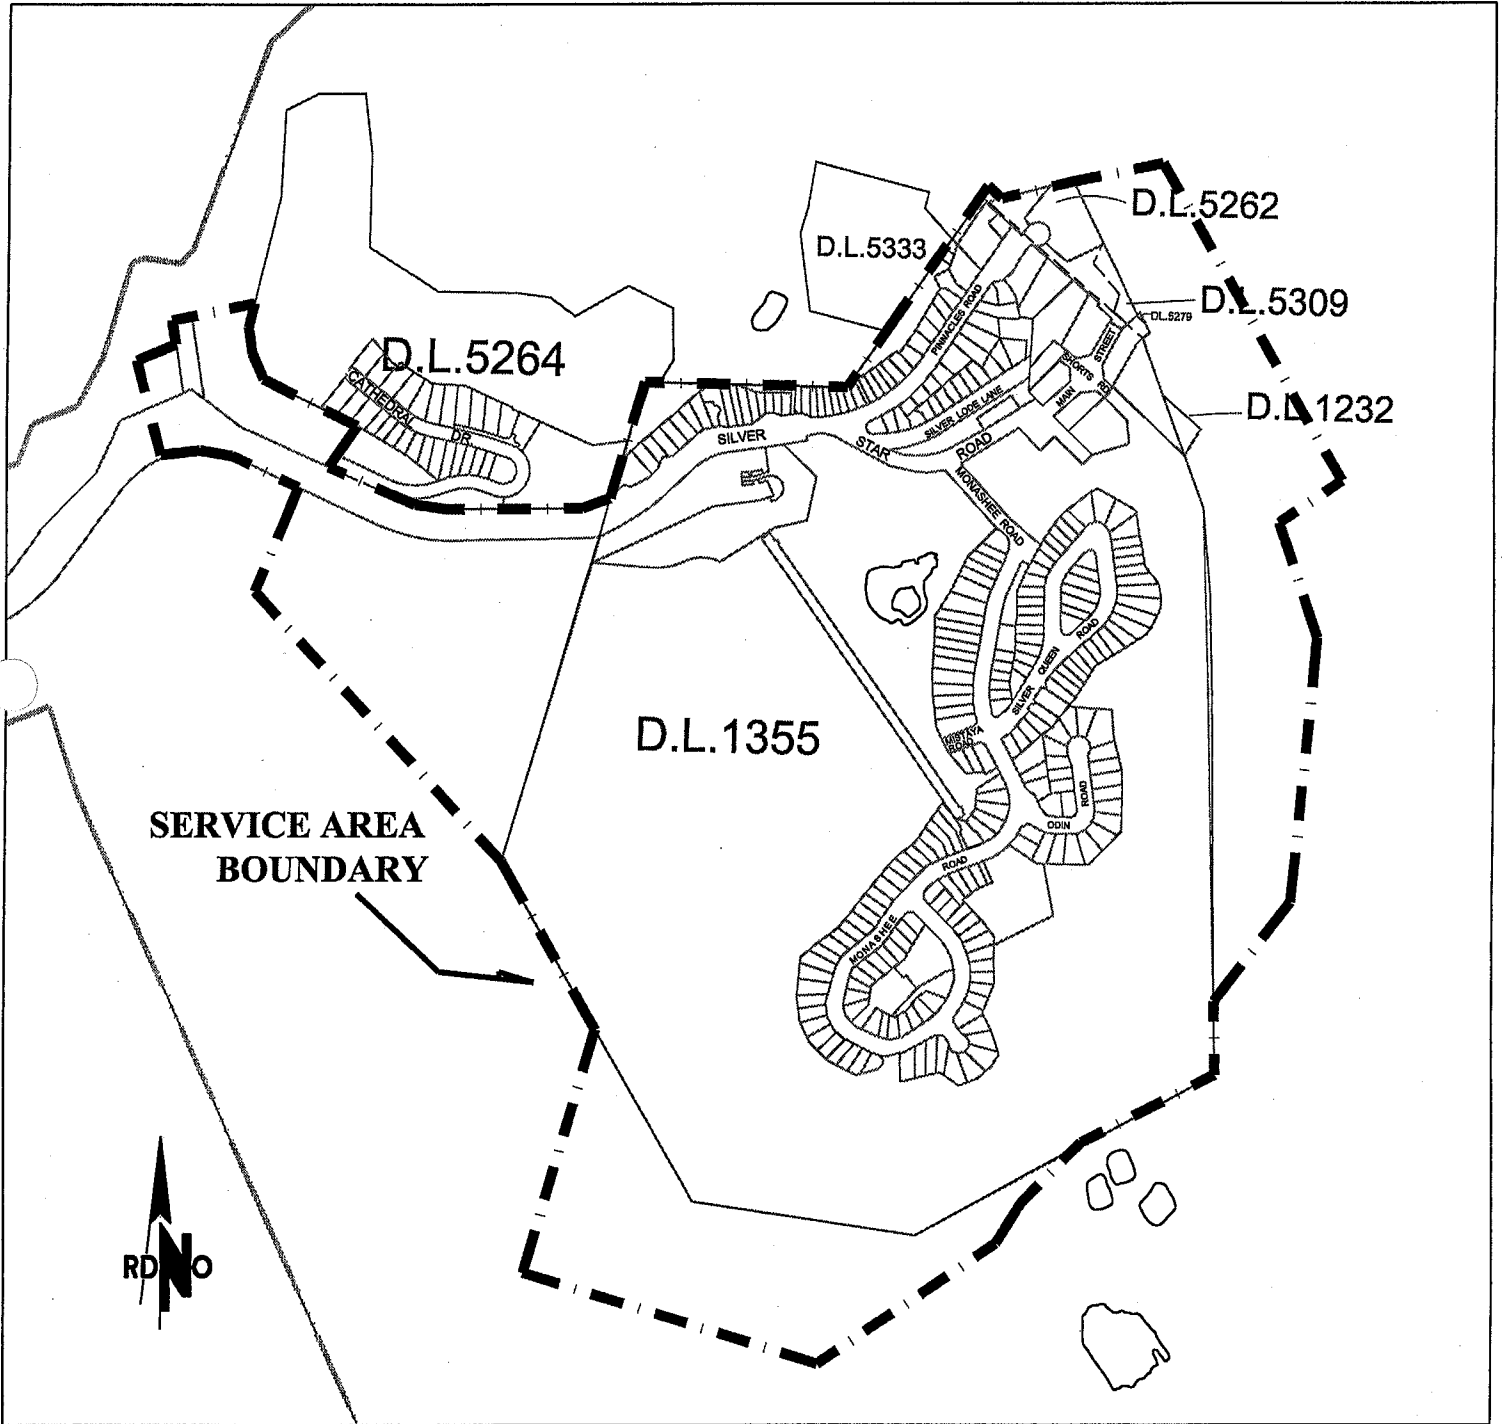 D.L.5262
D.L.5333
D.L.5309
DL.5279
PINNACLES ROAD
STREET
SHORTS
RD
MAIN
D.L.5264
CATHEDRAL
DR
D.L.1232
SILVER LODE LANE
SILVER
STAR
ROAD
MONASHEE ROAD
SILVER QUEEN ROAD
MISTAYA
ROAD
D.L.1355
ROAD
ODIN
SERVICE AREA
BOUNDARY
ROAD
MONASHEE
RDNO